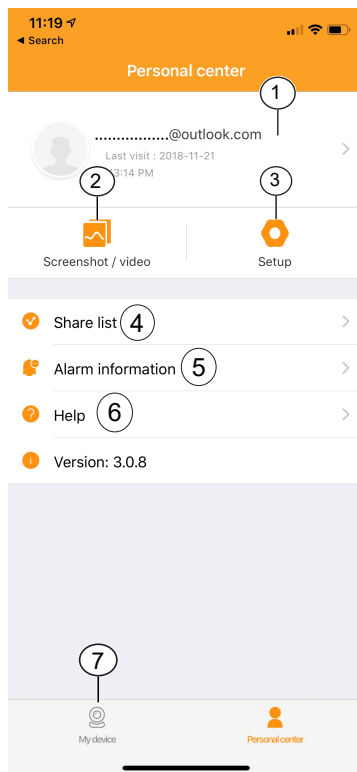 11:19
Search
Personal center
1
.................@outlook.com
Last visit : 2018-11-21
3:14 PM
2
3
Screenshot / video
Setup
Share list 4
Alarm information 5
Help 6
Version: 3.0.8
7
My device
Personal center